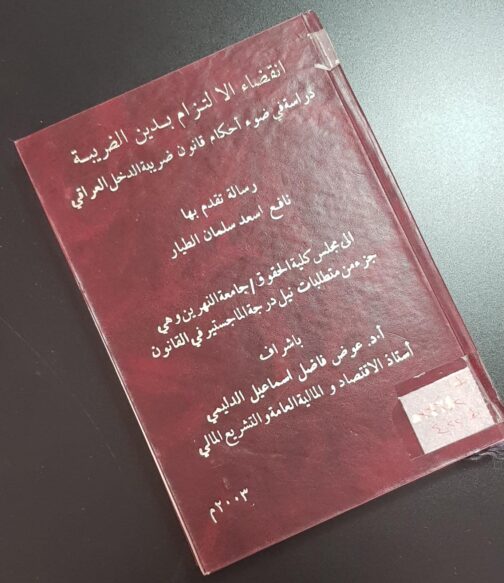 انقضاء الالتزام بدين الضريبة
دراسة في ضوء أحكام قانون ضريبة الدخل العراقي
رسالة تقدم بها
نافع اسعد سلمان الطيار
الى مجلس كلية الحقوق / جامعة النهرين وهي
جزء من متطلبات نيل درجة الماجستير في القانون
باشراف
أ.د. عوض فاضل اسماعيل الدليمي
أستاذ الاقتصاد و المالية العامة و التشريع المالي
٢٠٠٣م